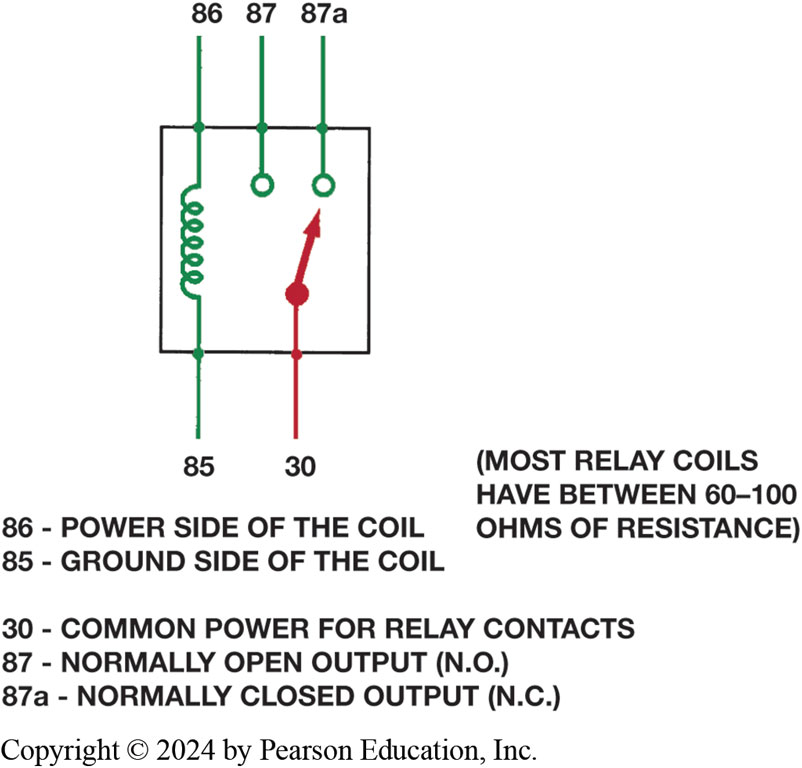 86 87 87a
85 30
(MOST RELAY COILS
HAVE BETWEEN 60–100
OHMS OF RESISTANCE)
86 - POWER SIDE OF THE COIL
85 - GROUND SIDE OF THE COIL
30 - COMMON POWER FOR RELAY CONTACTS
87 - NORMALLY OPEN OUTPUT (N.O.)
87a - NORMALLY CLOSED OUTPUT (N.C.)
Copyright © 2024 by Pearson Education, Inc.